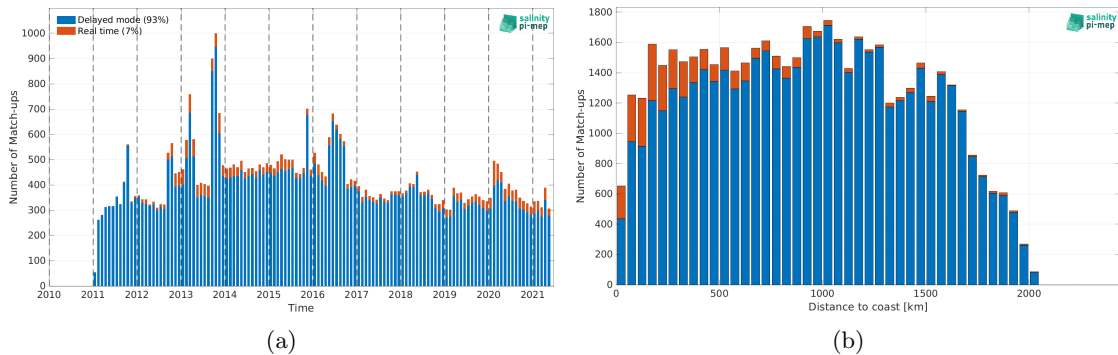 Delayed mode (93%)
Real time (7%)
salinity
pi-mep
Number of Match-ups
1000
900
800
700
600
500
400
300
200
100
0
2010 2011 2012 2013 2014 2015 2016 2017 2018 2019 2020 2021
Time
(a)
salinity
pi-mep
Number of Match-ups
1800
1600
1400
1200
1000
800
600
400
200
0
0 500 1000 1500 2000
Distance to coast [km]
(b)